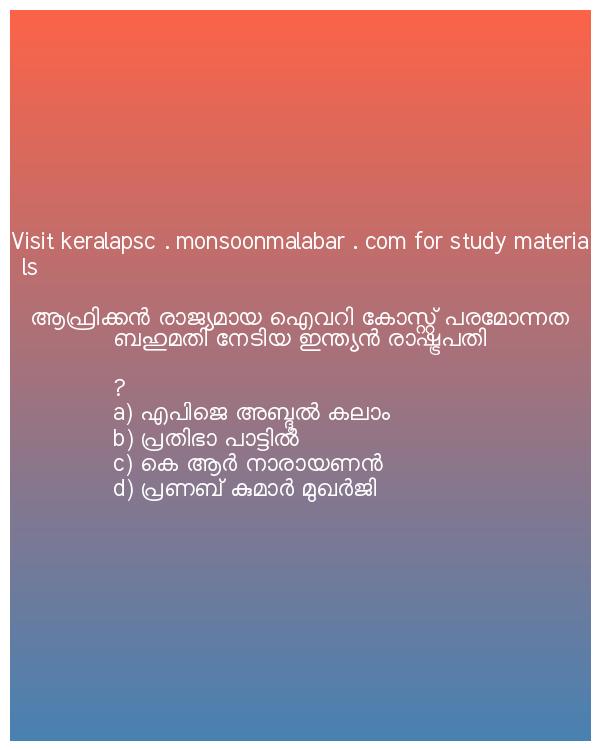 Visit keralapsc . monsoonmalabar . com for study materia
ls
ആഫ്രിക്കൻ രാജ്യമായ ഐവറി കോസ്റ്റ് പരമോന്നത
ബഹുമതി നേടിയ ഇന്ത്യൻ രാഷ്ട്രപതി
?
a) എപിജെ അബ്ദുൽ കലാം
b) പ്രതിഭാ പാട്ടിൽ
c) കെ ആർ നാരായണൻ
d) പ്രണബ് കുമാർ മുഖർജി